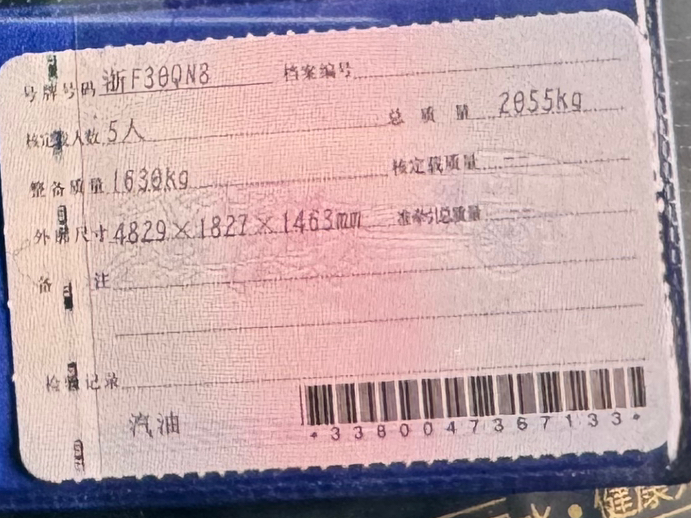 号牌号码 浙F30QN8 档案编号
核定载人数 5人 总质量 2055kg
整备质量 1630kg 核定载质量 --
外廓尺寸 4829×1827×1463mm 准牵引总质量 --
备注
检验记录
汽油
*3380047367133*
健康